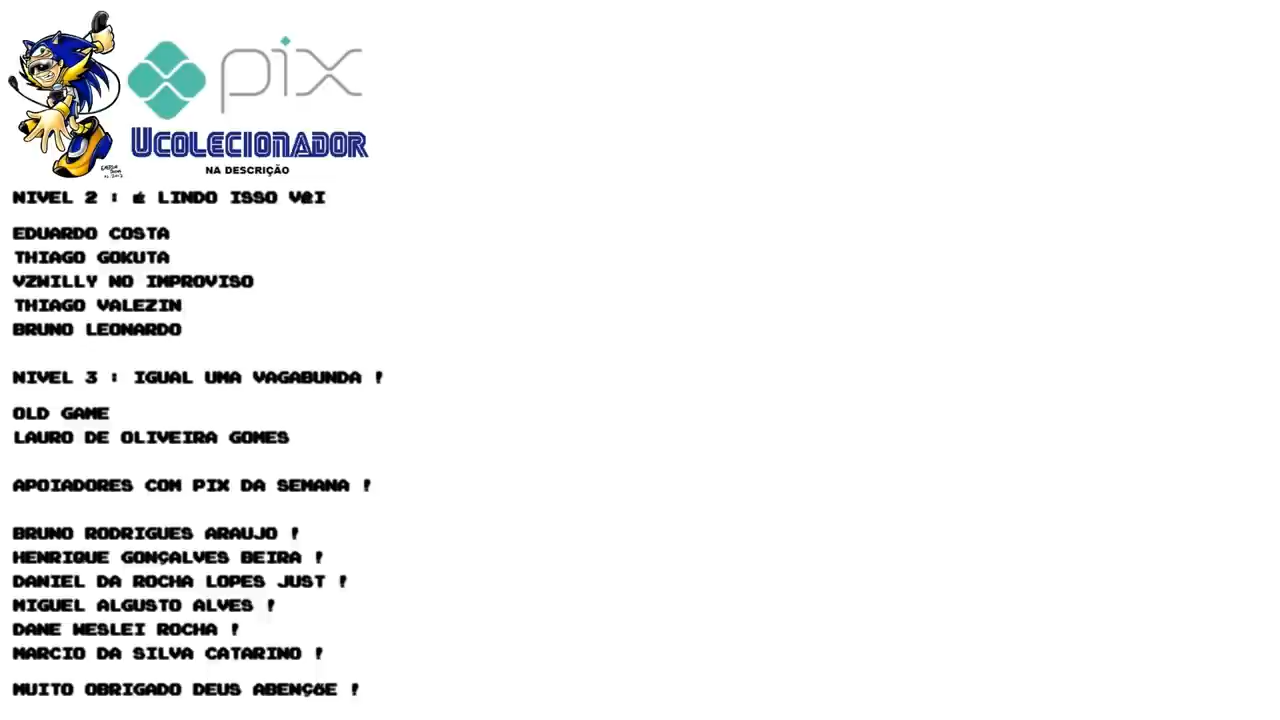 pix
UCOLECIONADOR
NA DESCRIÇÃO
NIVEL 2 : É LINDO ISSO VÉI
EDUARDO COSTA
THIAGO GOKUTA
VZWILLY NO IMPROVISO
THIAGO VALEZIN
BRUNO LEONARDO
NIVEL 3 : IGUAL UMA VAGABUNDA !
OLD GAME
LAURO DE OLIVEIRA GOMES
APOIADORES COM PIX DA SEMANA !
BRUNO RODRIGUES ARAUJO !
HENRIQUE GONÇALVES BEIRA !
DANIEL DA ROCHA LOPES JUST !
MIGUEL ALGUSTO ALVES !
DANE WESLEI ROCHA !
MARCIO DA SILVA CATARINO !
MUITO OBRIGADO DEUS ABENÇÕE !